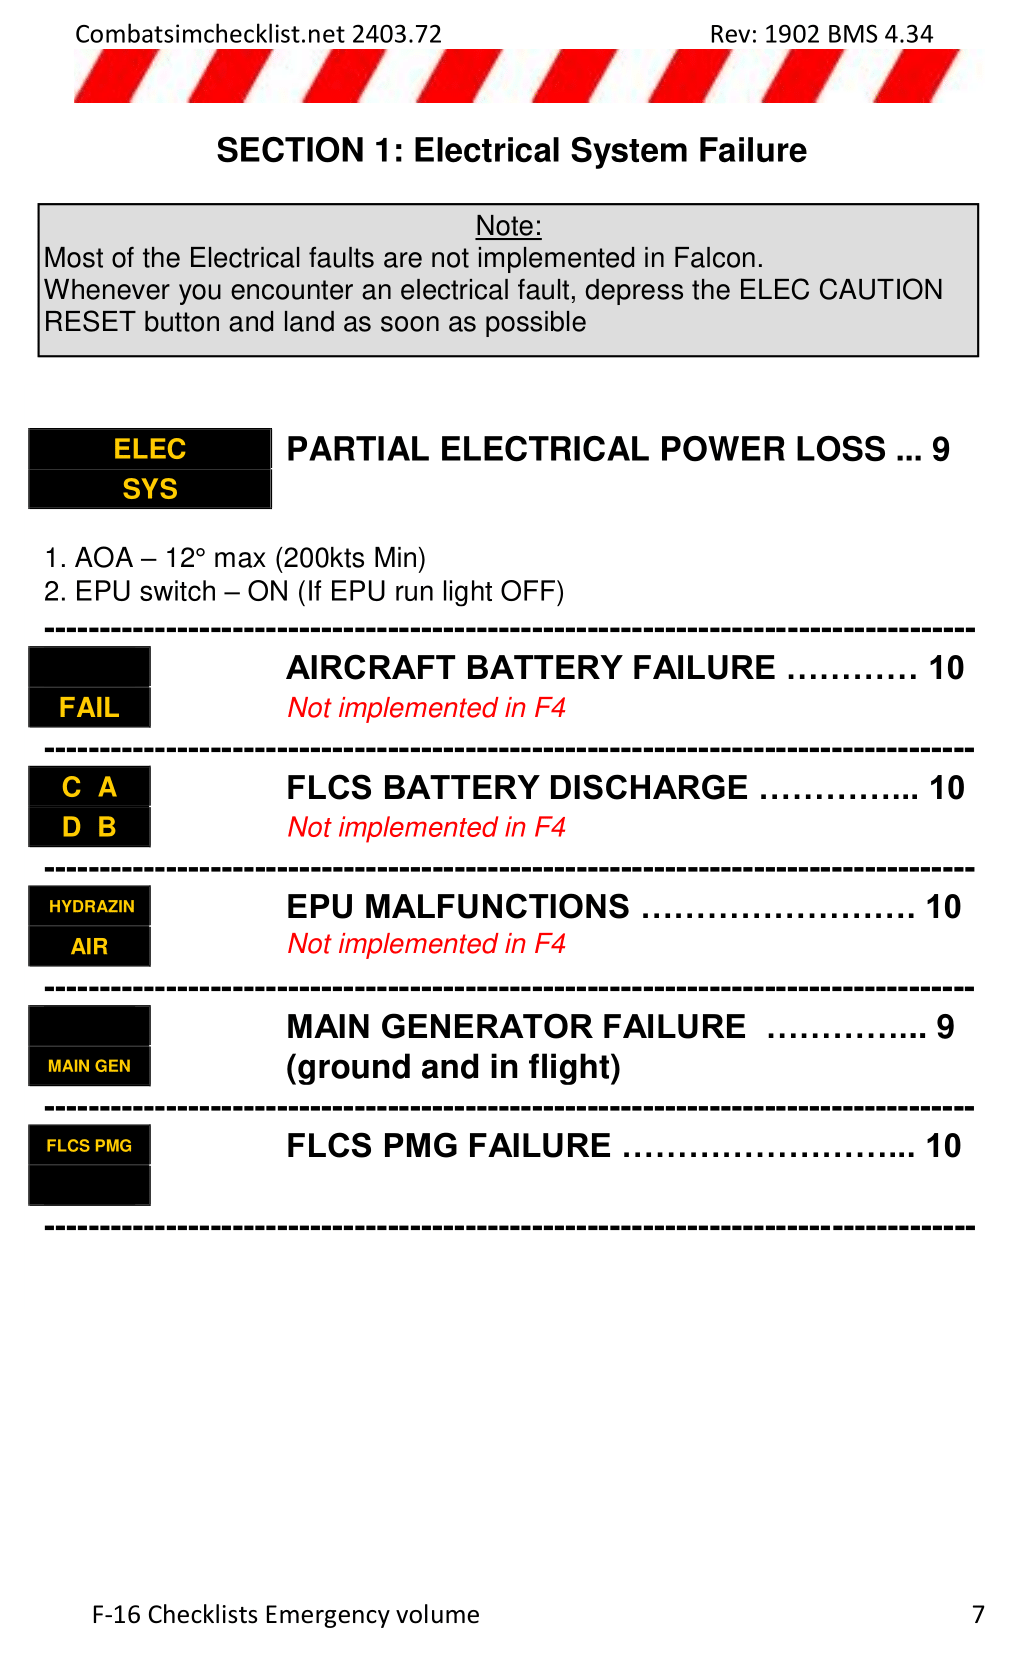 Combatsimchecklist.net 2403.72 Rev: 1902 BMS 4.34
SECTION 1: Electrical System Failure
Note:
Most of the Electrical faults are not implemented in Falcon.
Whenever you encounter an electrical fault, depress the ELEC CAUTION
RESET button and land as soon as possible
ELEC PARTIAL ELECTRICAL POWER LOSS ... 9
SYS
1. AOA – 12° max (200kts Min)
2. EPU switch – ON (If EPU run light OFF)
AIRCRAFT BATTERY FAILURE ………… 10
FAIL Not implemented in F4
C A FLCS BATTERY DISCHARGE ………….... 10
D B Not implemented in F4
HYDRAZIN EPU MALFUNCTIONS ……………………. 10
AIR Not implemented in F4
MAIN GENERATOR FAILURE ………….... 9
MAIN GEN (ground and in flight)
FLCS PMG FLCS PMG FAILURE ……………………... 10
F-16 Checklists Emergency volume 7